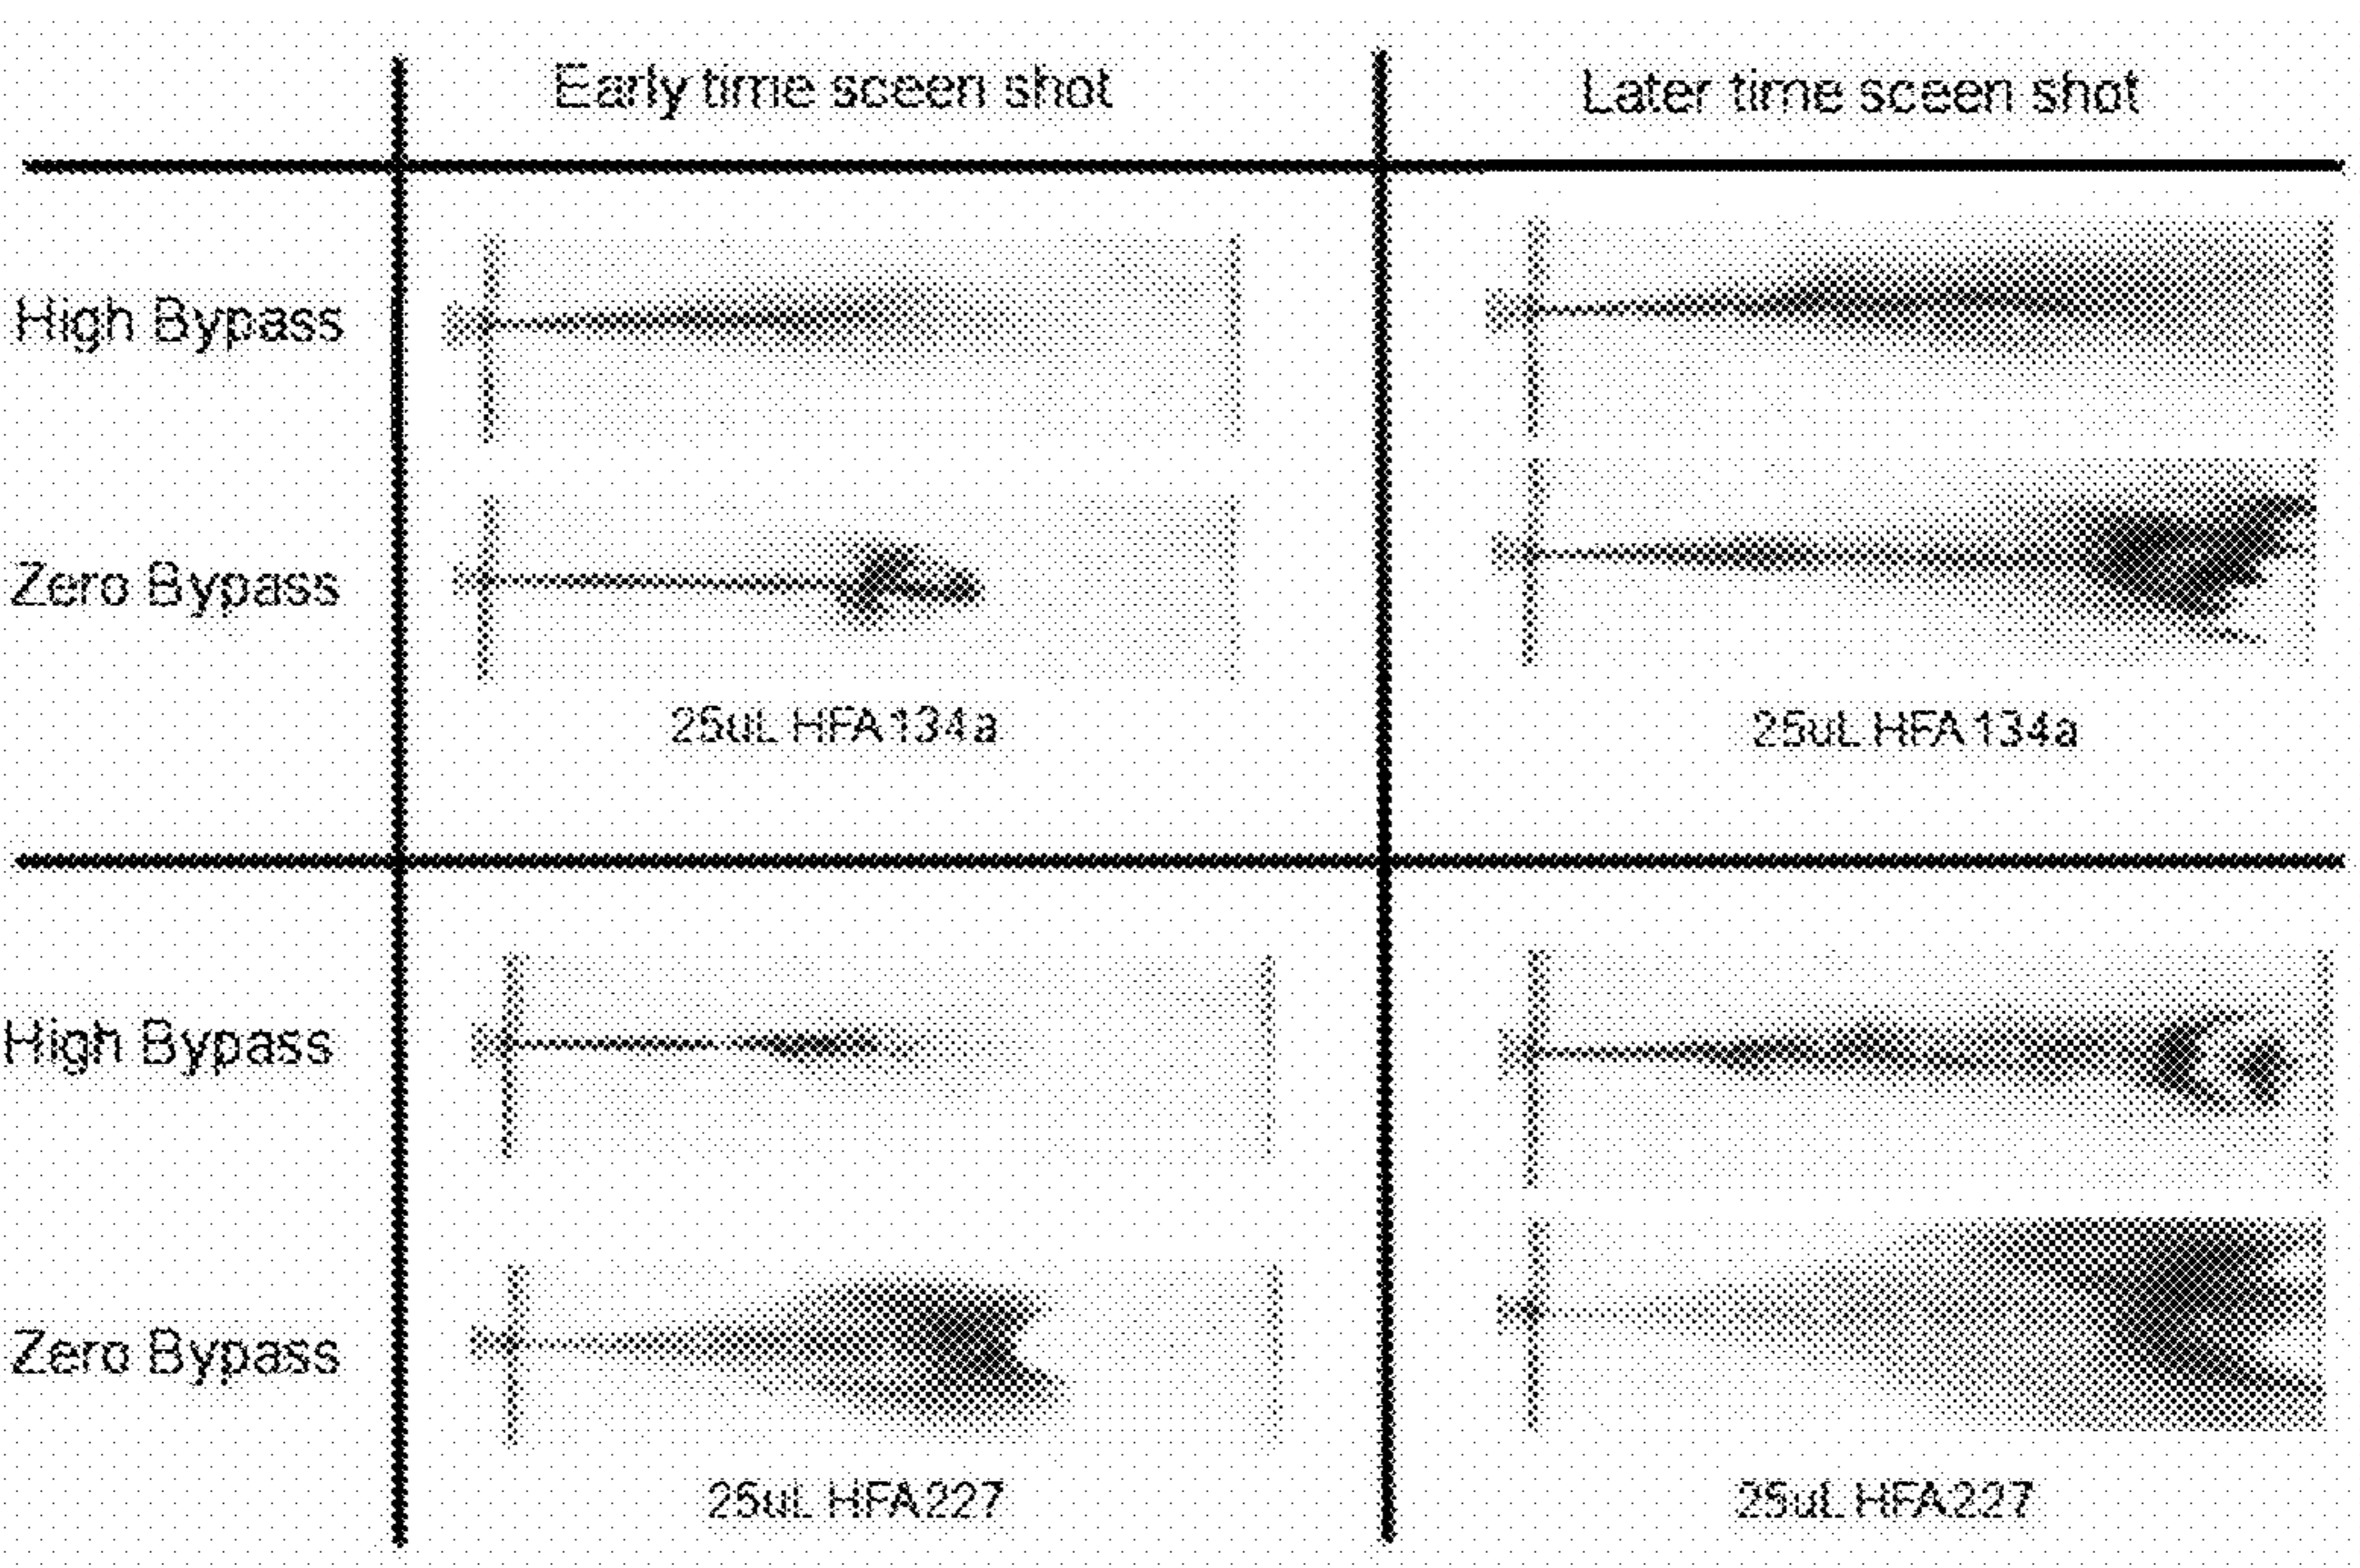 Early time sceen shot
Later time sceen shot
High Bypass
Zero Bypass
25uL HFA134a
25uL HFA134a
High Bypass
Zero Bypass
25uL HFA227
25uL HFA227